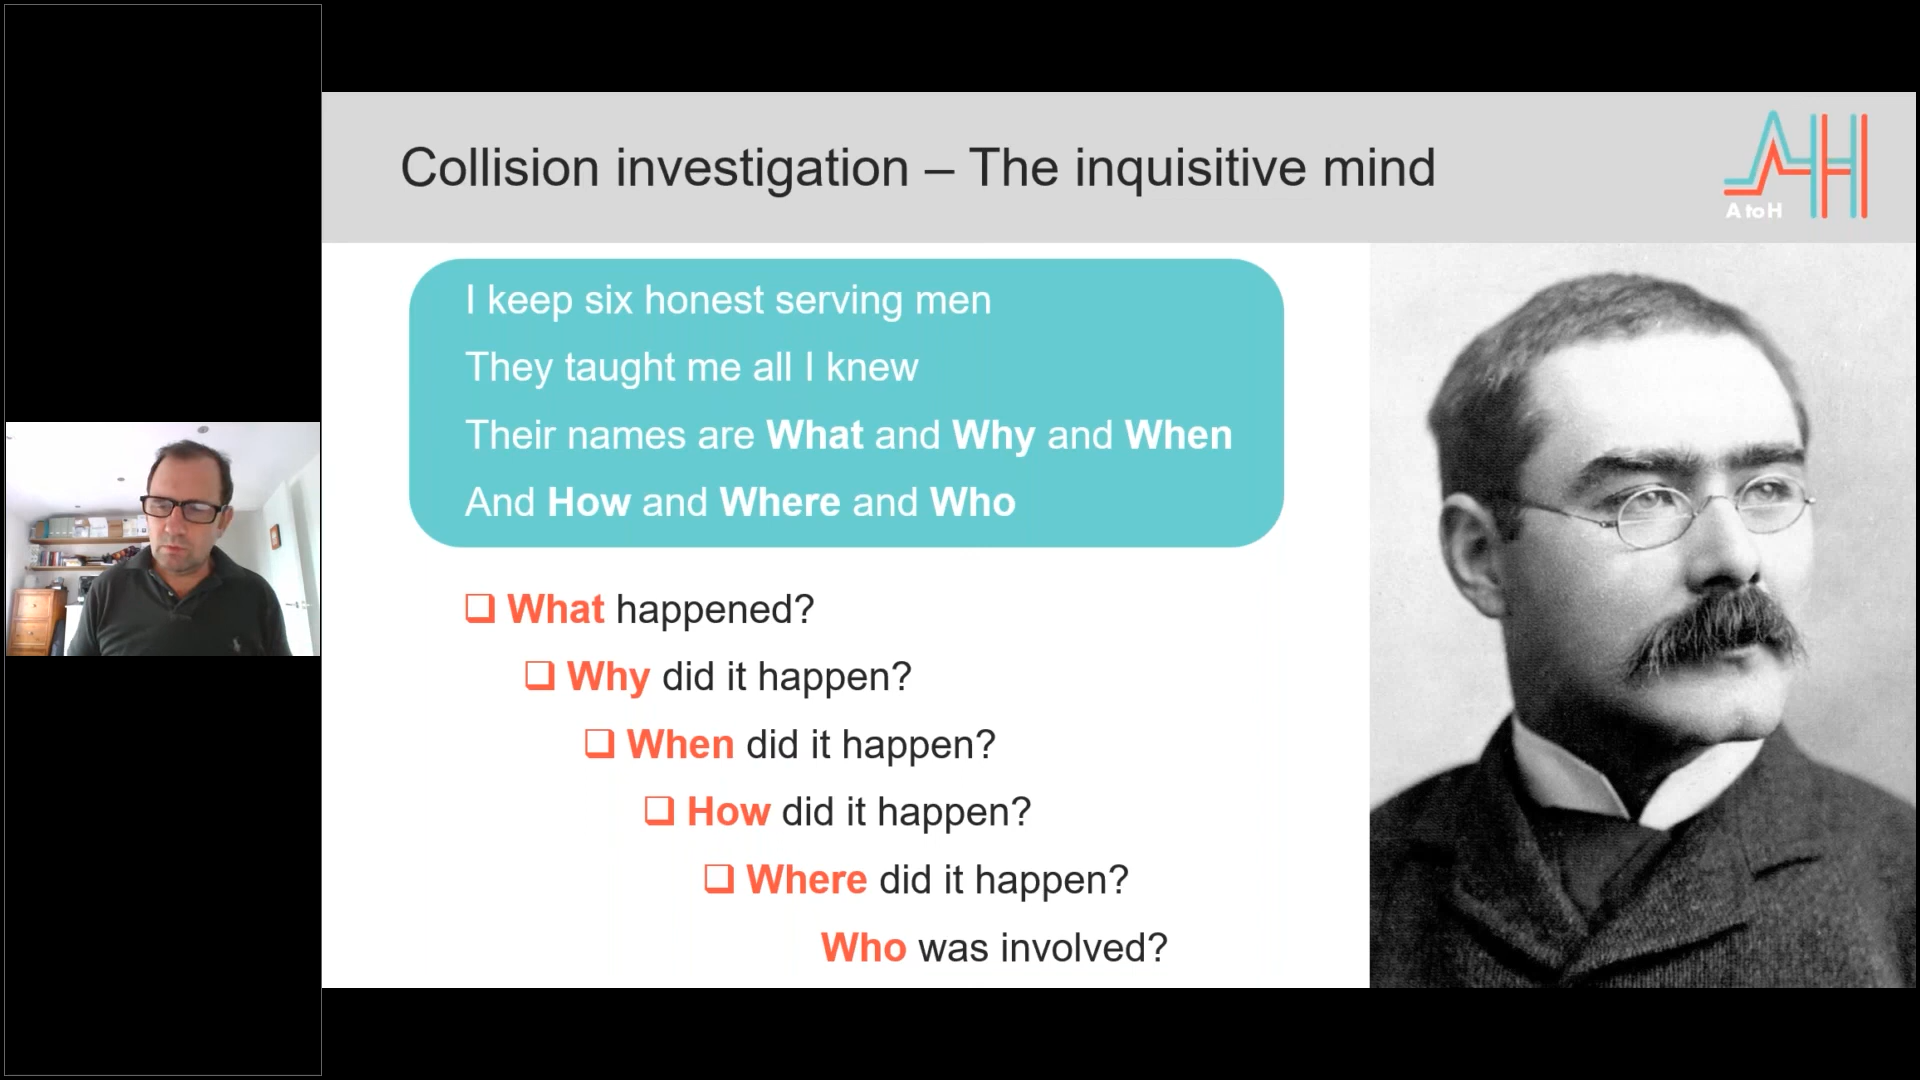 Collision investigation – The inquisitive mind
A to H
I keep six honest serving men
They taught me all I knew
Their names are What and Why and When
And How and Where and Who
❑ What happened?
❑ Why did it happen?
❑ When did it happen?
❑ How did it happen?
❑ Where did it happen?
Who was involved?